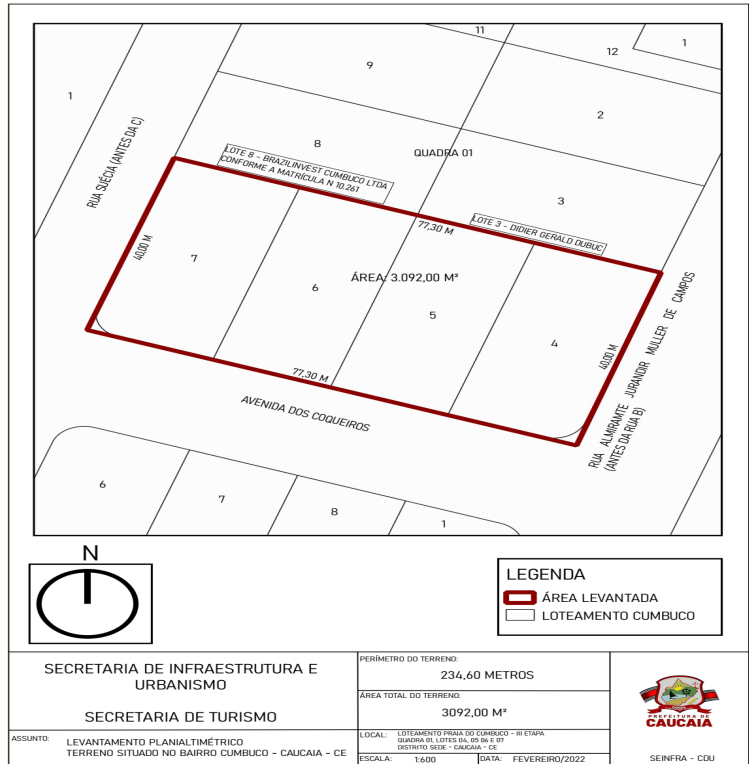 11
12
1
9
1
2
RUA SUÉCIA (ANTES DA C)
8
QUADRA 01
LOTE 8 - BRAZILINVEST CUMBUCO LTDA
CONFORME A MATRÍCULA N 10.261
3
LOTE 3 - DIDIER GERALD DUBUC
77,30 M
40,00 M
7
ÁREA: 3.092,00 M²
6
5
4
40,00 M
RUA ALMIRAMTE JURANDIR MULLER DE CAMPOS
(ANTES DA RUA B)
77,30 M
AVENIDA DOS COQUEIROS
6
7
8
1
N
LEGENDA
ÁREA LEVANTADA
LOTEAMENTO CUMBUCO
SECRETARIA DE INFRAESTRUTURA E
URBANISMO
SECRETARIA DE TURISMO
PERÍMETRO DO TERRENO:
234,60 METROS
ÁREA TOTAL DO TERRENO:
3092,00 M²
PREFEITURA DE
CAUCAIA
ASSUNTO:
LEVANTAMENTO PLANIALTIMÉTRICO
TERRENO SITUADO NO BAIRRO CUMBUCO - CAUCAIA - CE
LOCAL:
LOTEAMENTO PRAIA DO CUMBUCO - III ETAPA
QUADRA 01, LOTES 04, 05 06 E 07
DISTRITO SEDE - CAUCAIA - CE
ESCALA: 1:600
DATA: FEVEREIRO/2022
SEINFRA - CDU